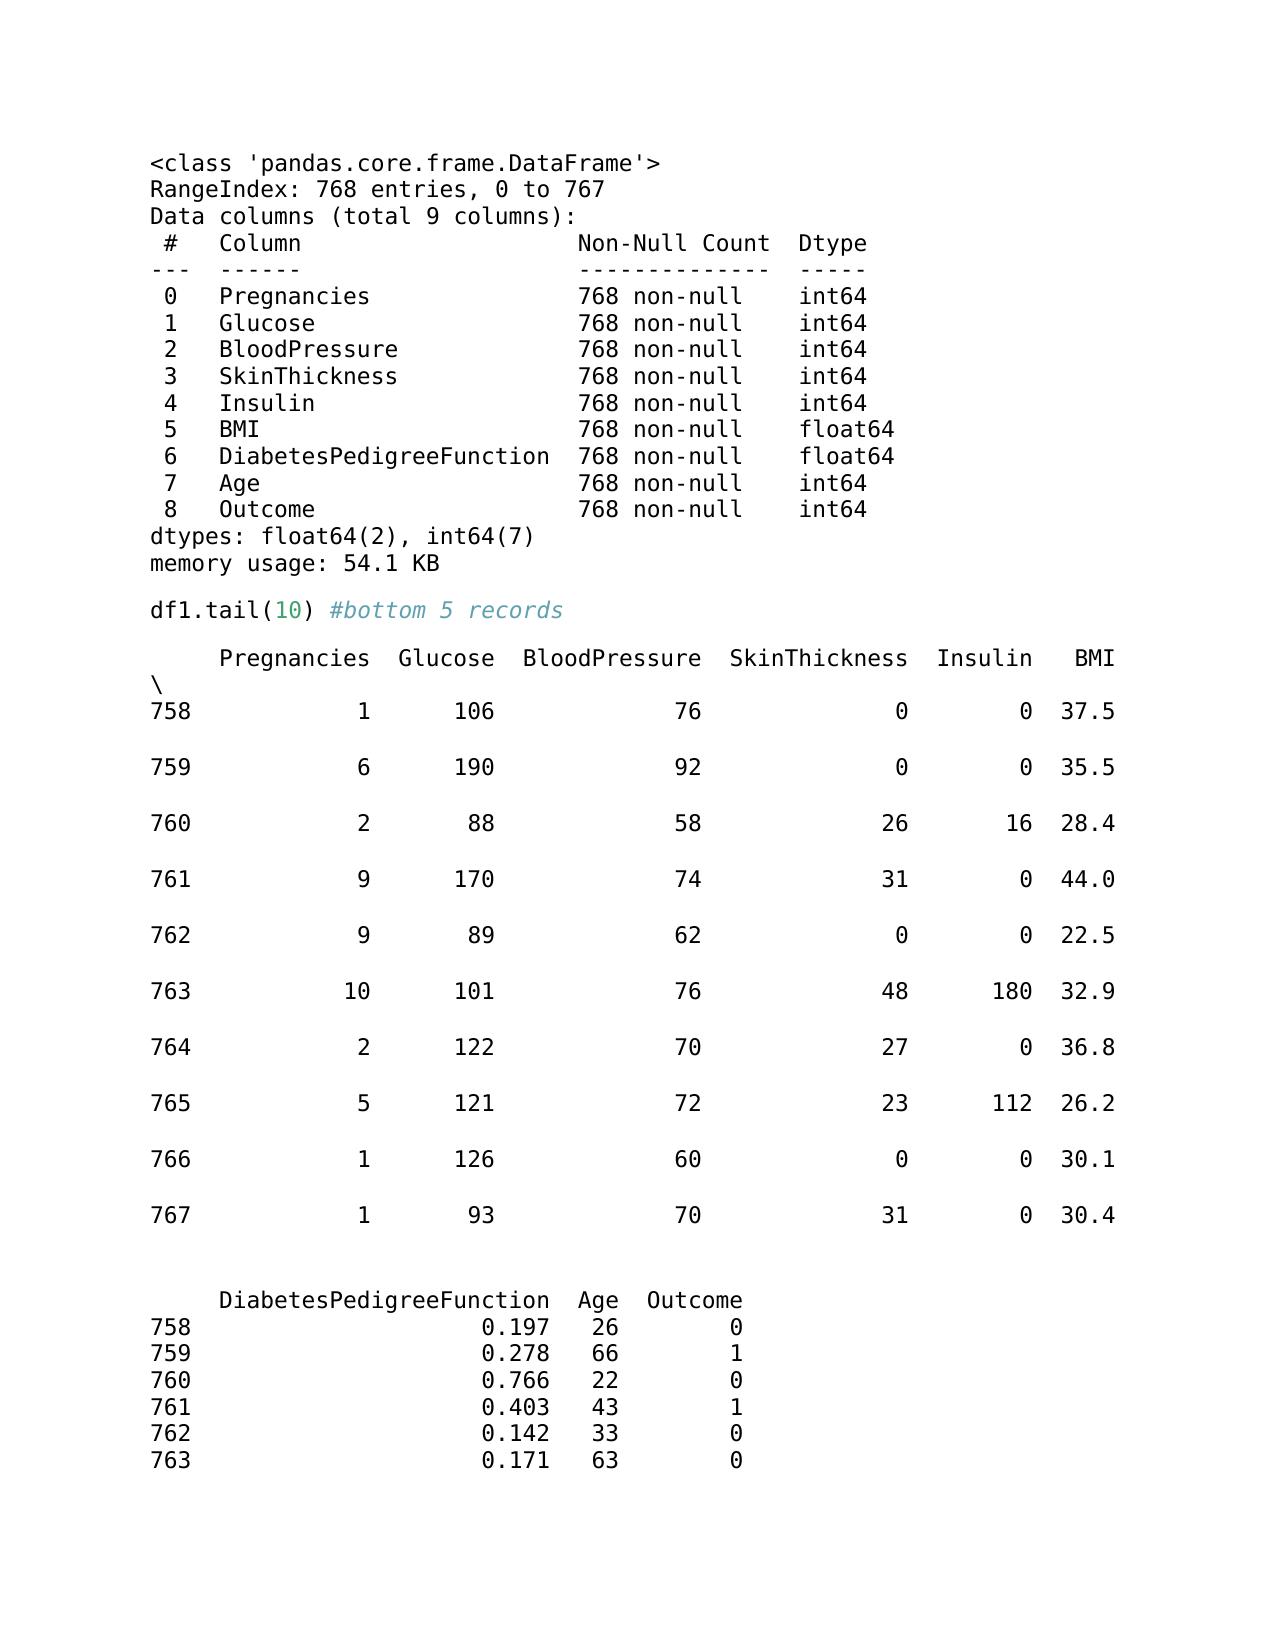 <class 'pandas.core.frame.DataFrame'>
RangeIndex: 768 entries, 0 to 767
Data columns (total 9 columns):
 #   Column                    Non-Null Count  Dtype
---  ------                    --------------  -----
 0   Pregnancies               768 non-null    int64
 1   Glucose                   768 non-null    int64
 2   BloodPressure             768 non-null    int64
 3   SkinThickness             768 non-null    int64
 4   Insulin                   768 non-null    int64
 5   BMI                       768 non-null    float64
 6   DiabetesPedigreeFunction  768 non-null    float64
 7   Age                       768 non-null    int64
 8   Outcome                   768 non-null    int64
dtypes: float64(2), int64(7)
memory usage: 54.1 KB
df1.tail(10) #bottom 5 records
     Pregnancies  Glucose  BloodPressure  SkinThickness  Insulin   BMI
\
758            1      106             76              0        0  37.5
759            6      190             92              0        0  35.5
760            2       88             58             26       16  28.4
761            9      170             74             31        0  44.0
762            9       89             62              0        0  22.5
763           10      101             76             48      180  32.9
764            2      122             70             27        0  36.8
765            5      121             72             23      112  26.2
766            1      126             60              0        0  30.1
767            1       93             70             31        0  30.4
     DiabetesPedigreeFunction  Age  Outcome
758                     0.197   26        0
759                     0.278   66        1
760                     0.766   22        0
761                     0.403   43        1
762                     0.142   33        0
763                     0.171   63        0